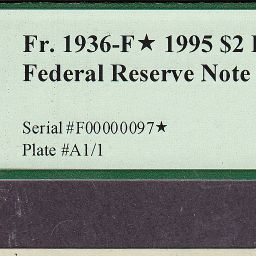 Fr. 1936-F★ 1995 $2
Federal Reserve Note
Serial #F00000097★
Plate #A1/1